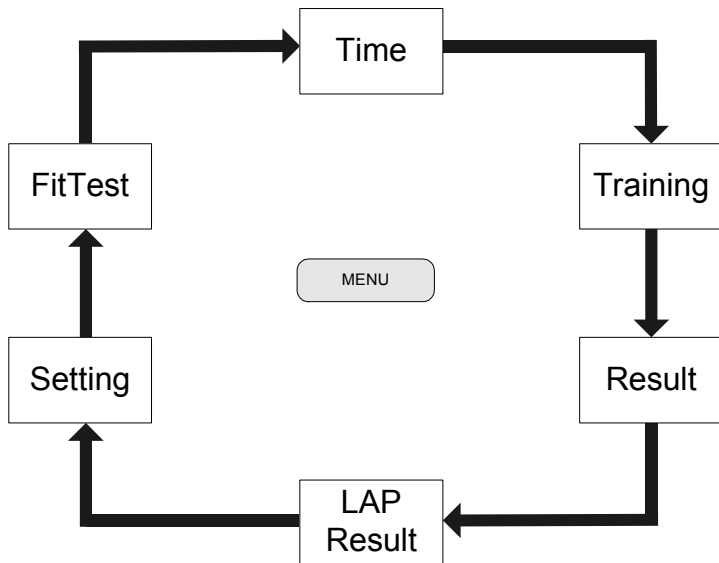 Time
FitTest
Training
MENU
Setting
Result
LAP
Result